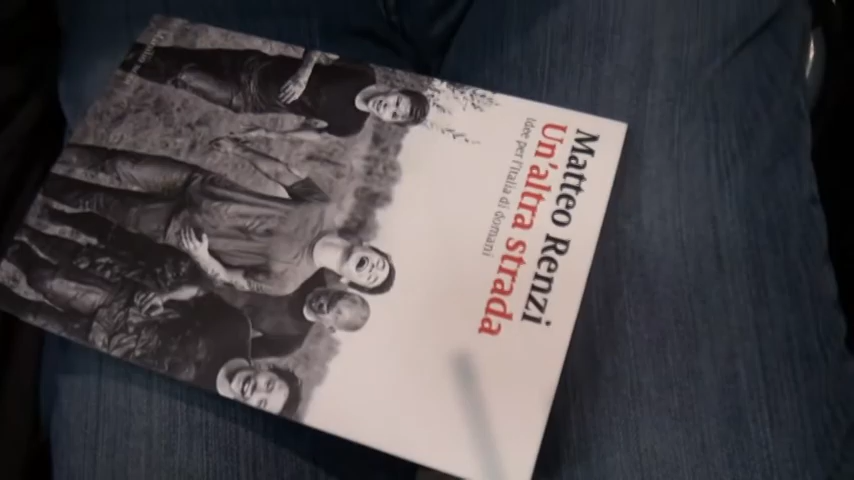 Matteo Renzi
Un'altra strada
Idee per l'Italia di domani